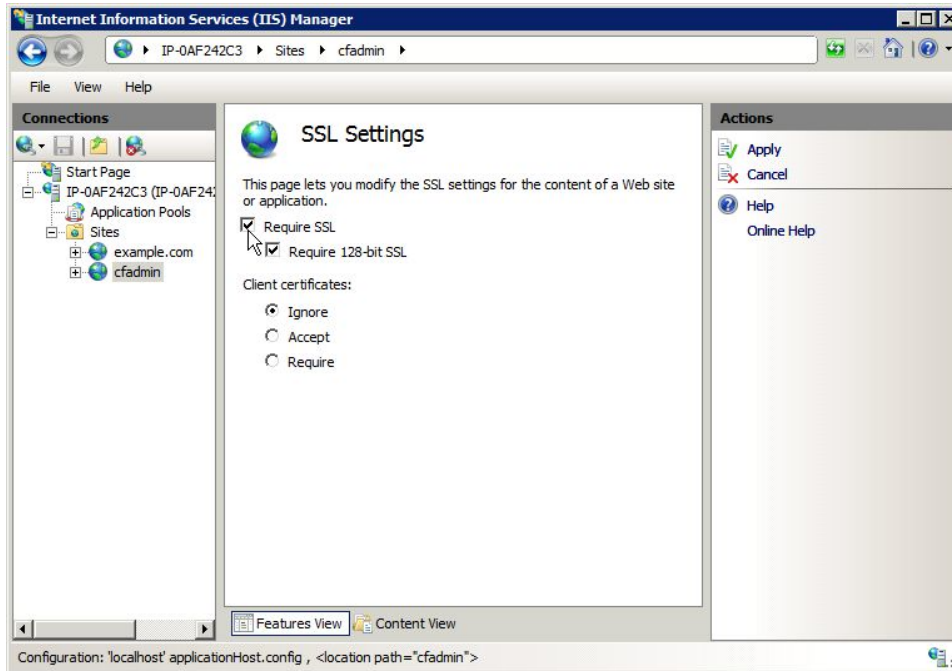 Internet Information Services (IIS) Manager
IP-0AF242C3 Sites cfadmin
File View Help
Connections
Start Page
IP-0AF242C3 (IP-0AF24
Application Pools
Sites
example.com
cfadmin
SSL Settings
This page lets you modify the SSL settings for the content of a Web site
or application.
Require SSL
Require 128-bit SSL
Client certificates:
Ignore
Accept
Require
Features View Content View
Actions
Apply
Cancel
Help
Online Help
Configuration: 'localhost' applicationHost.config , <location path="cfadmin">